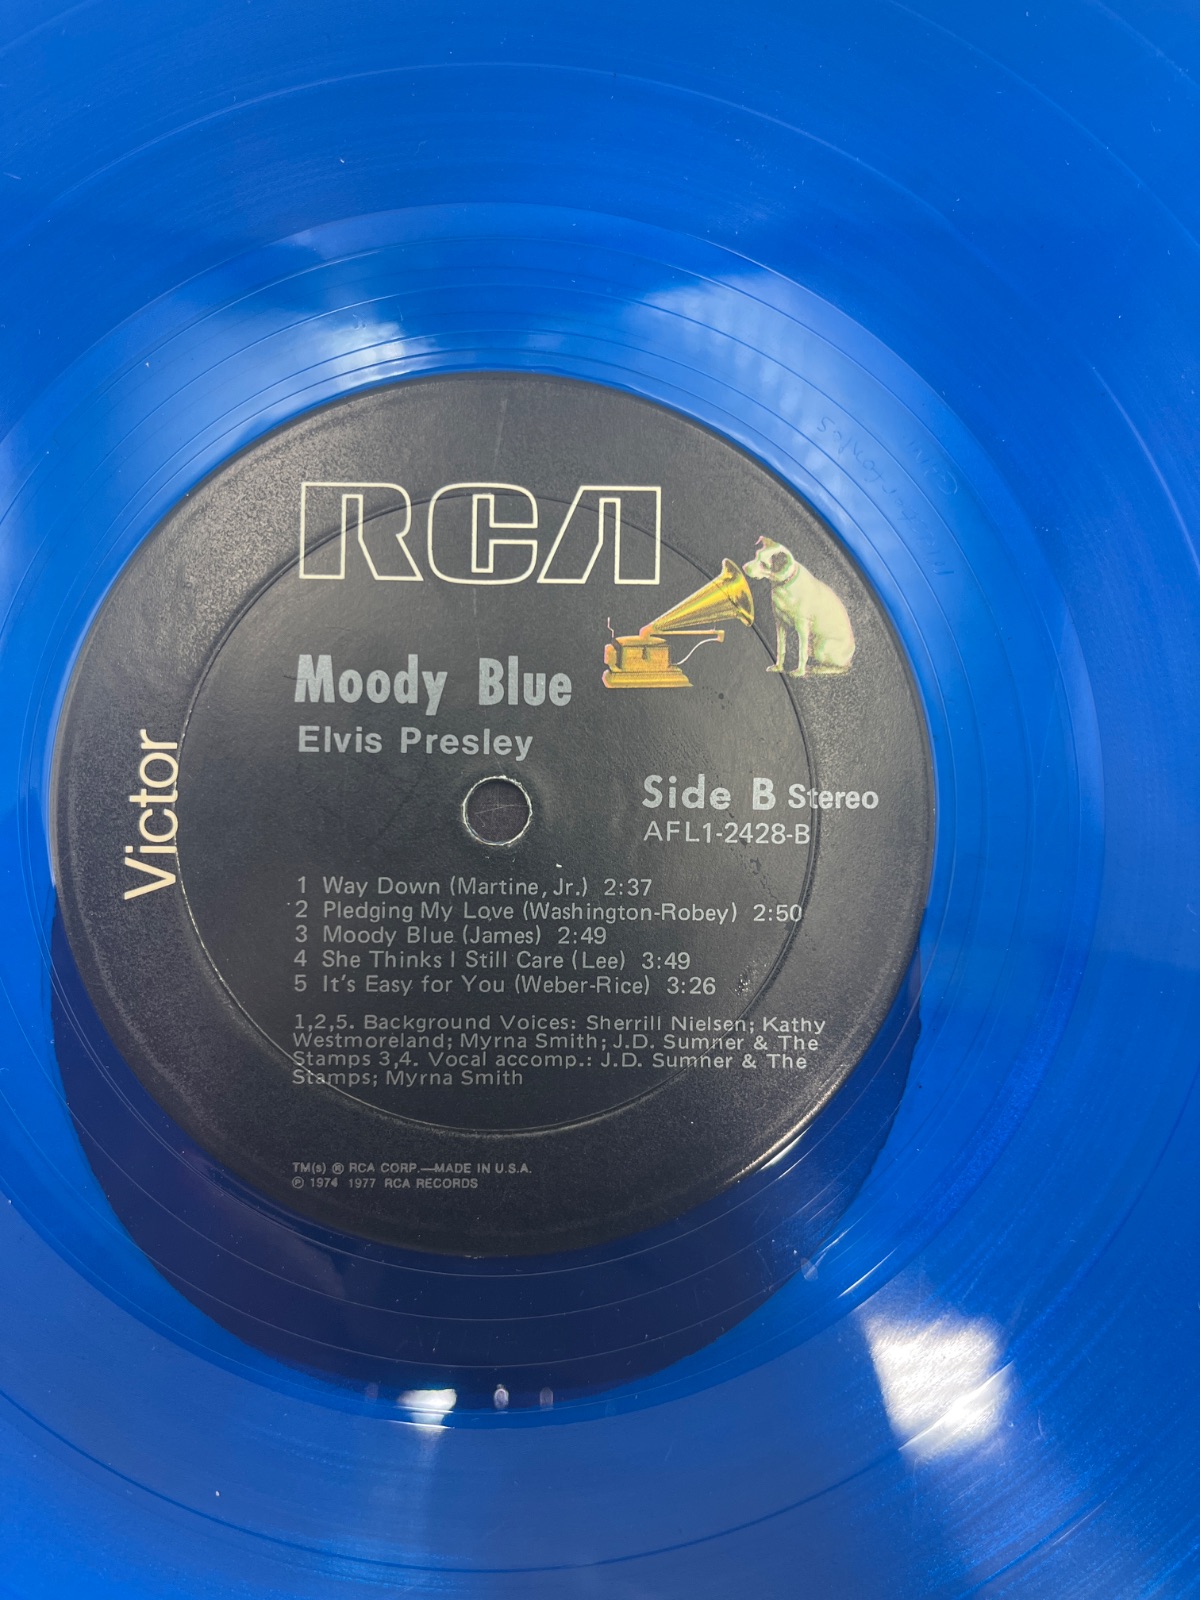 RCA
Victor
Moody Blue
Elvis Presley
Side B Stereo
AFL1-2428-B
1 Way Down (Martine, Jr.) 2:37
2 Pledging My Love (Washington-Robey) 2:50
3 Moody Blue (James) 2:49
4 She Thinks I Still Care (Lee) 3:49
5 It's Easy for You (Weber-Rice) 3:26
1,2,5. Background Voices: Sherrill Nielsen; Kathy
Westmoreland; Myrna Smith; J.D. Sumner & The
Stamps 3,4. Vocal accomp.: J.D. Sumner & The
Stamps; Myrna Smith
TM(s) ® RCA CORP.—MADE IN U.S.A.
℗ 1974 1977 RCA RECORDS